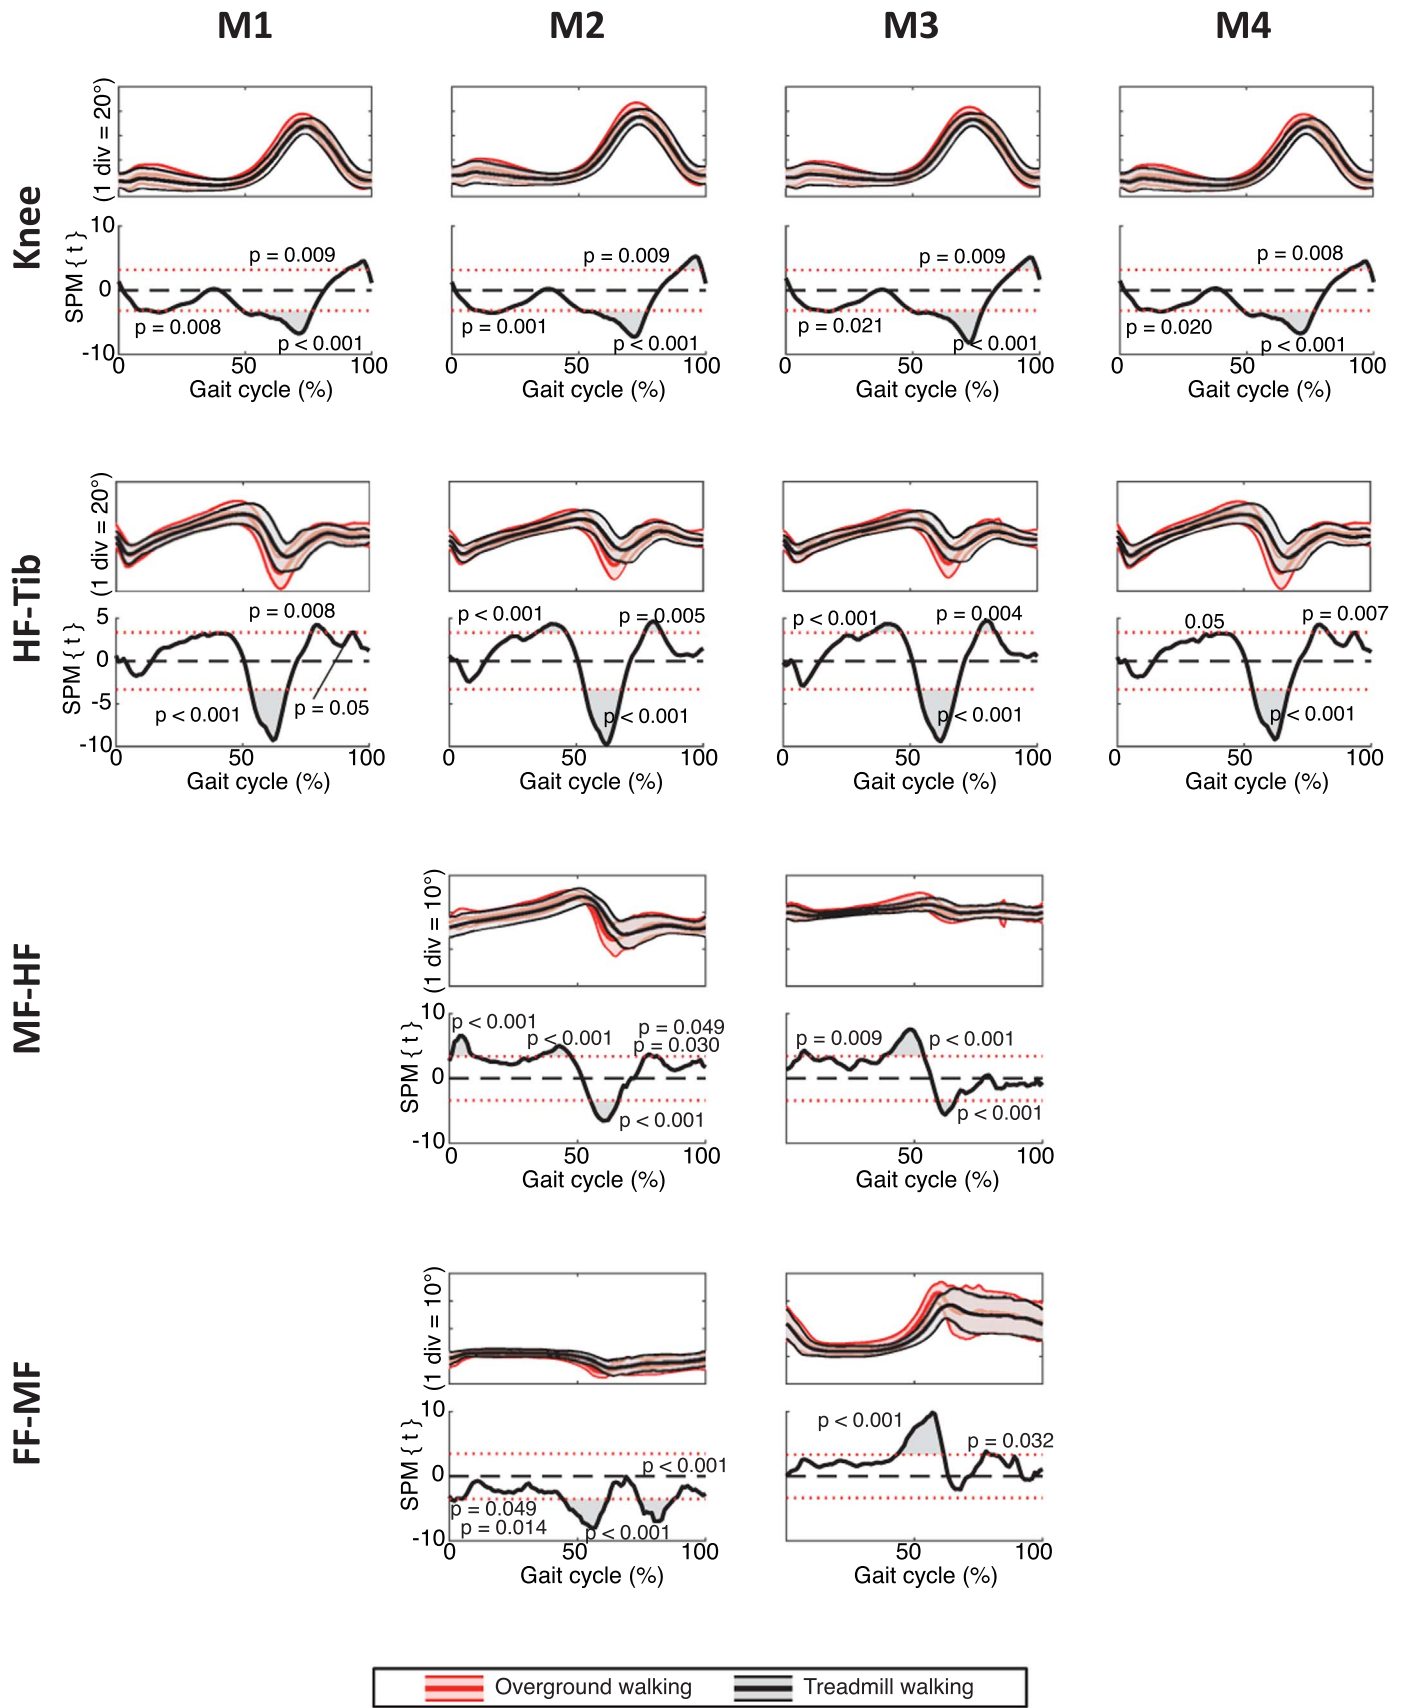 M1 M2 M3 M4
Knee
(1 div = 20°)
SPM { t }
10
0
-10
p = 0.009
p = 0.008
p < 0.001
0 50 100
Gait cycle (%)
p = 0.009
p = 0.001
p < 0.001
0 50 100
Gait cycle (%)
p = 0.009
p = 0.021
p < 0.001
0 50 100
Gait cycle (%)
p = 0.008
p = 0.020
p < 0.001
0 50 100
Gait cycle (%)
HF-Tib
(1 div = 20°)
SPM { t }
5
0
-5
-10
p = 0.008
p < 0.001
p = 0.05
0 50 100
Gait cycle (%)
p < 0.001
p = 0.005
p < 0.001
0 50 100
Gait cycle (%)
p < 0.001
p = 0.004
p < 0.001
0 50 100
Gait cycle (%)
0.05
p = 0.007
p < 0.001
0 50 100
Gait cycle (%)
MF-HF
(1 div = 10°)
SPM { t }
10
0
-10
p < 0.001
p < 0.001
p = 0.049
p = 0.030
p < 0.001
0 50 100
Gait cycle (%)
p = 0.009
p < 0.001
p < 0.001
50 100
Gait cycle (%)
FF-MF
(1 div = 10°)
SPM { t }
10
0
-10
p < 0.001
p = 0.049
p = 0.014
p < 0.001
0 50 100
Gait cycle (%)
p < 0.001
p = 0.032
50 100
Gait cycle (%)
Overground walking Treadmill walking